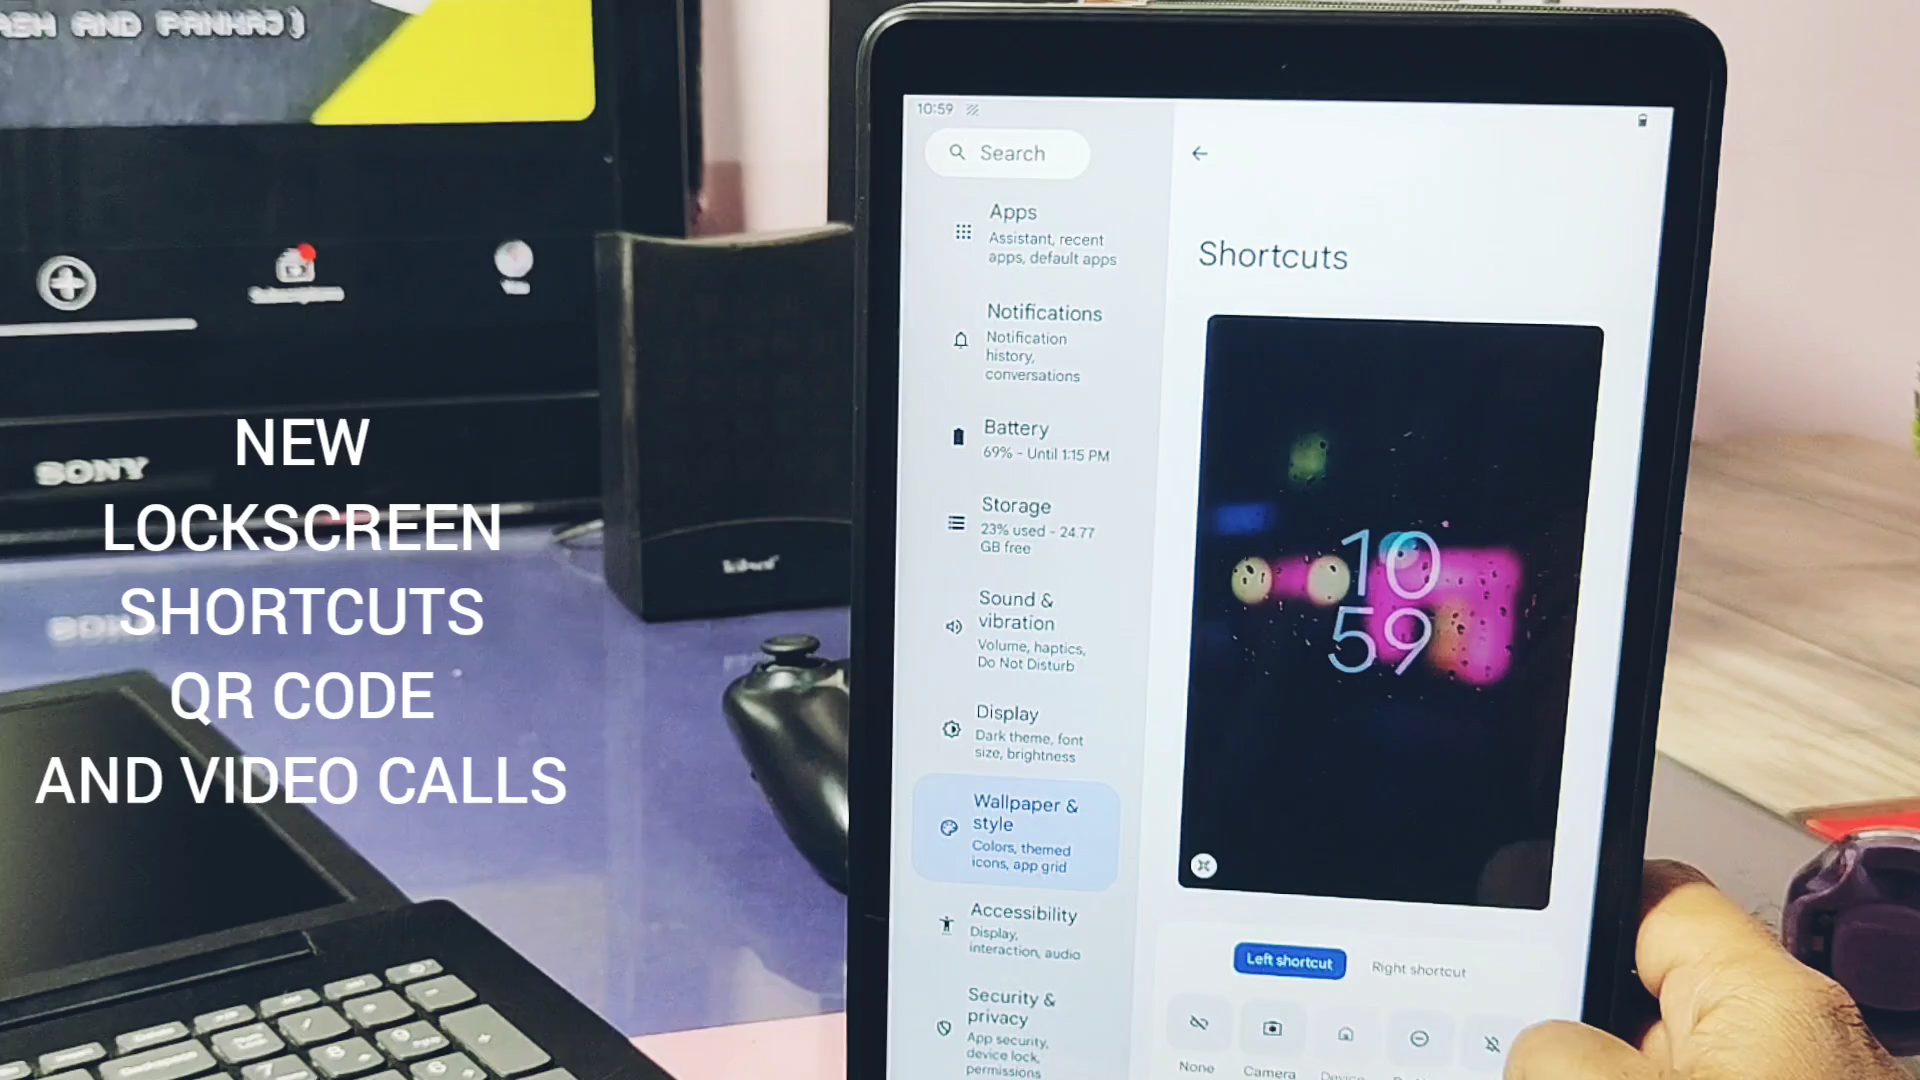 AND PANKAJ)
SONY
NEW
LOCKSCREEN
SHORTCUTS
QR CODE
AND VIDEO CALLS
10:59
Search
Apps
Assistant, recent
apps, default apps
Notifications
Notification
history,
conversations
Battery
69% - Until 1:15 PM
Storage
23% used - 24.77
GB free
Sound &
vibration
Volume, haptics,
Do Not Disturb
Display
Dark theme, font
size, brightness
Wallpaper &
style
Colors, themed
icons, app grid
Accessibility
Display,
interaction, audio
Security &
privacy
App security,
device lock,
permissions
Shortcuts
10
59
Left shortcut
Right shortcut
None
Camera